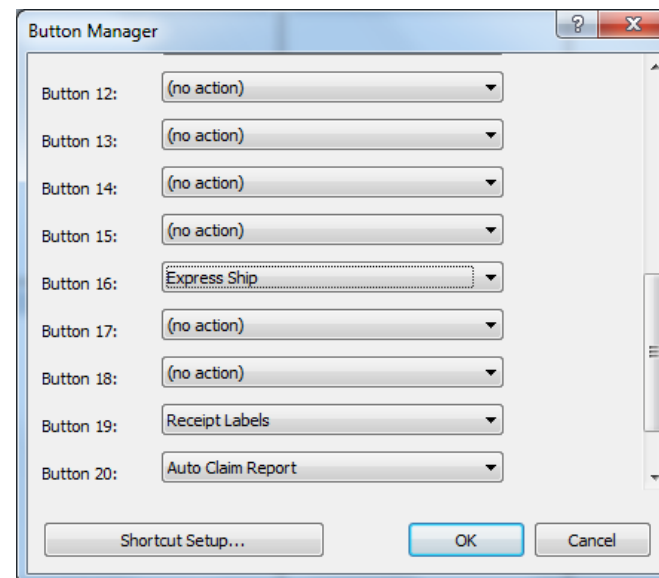 Button Manager
Button 12: (no action)
Button 13: (no action)
Button 14: (no action)
Button 15: (no action)
Button 16: Express Ship
Button 17: (no action)
Button 18: (no action)
Button 19: Receipt Labels
Button 20: Auto Claim Report
Shortcut Setup... OK Cancel